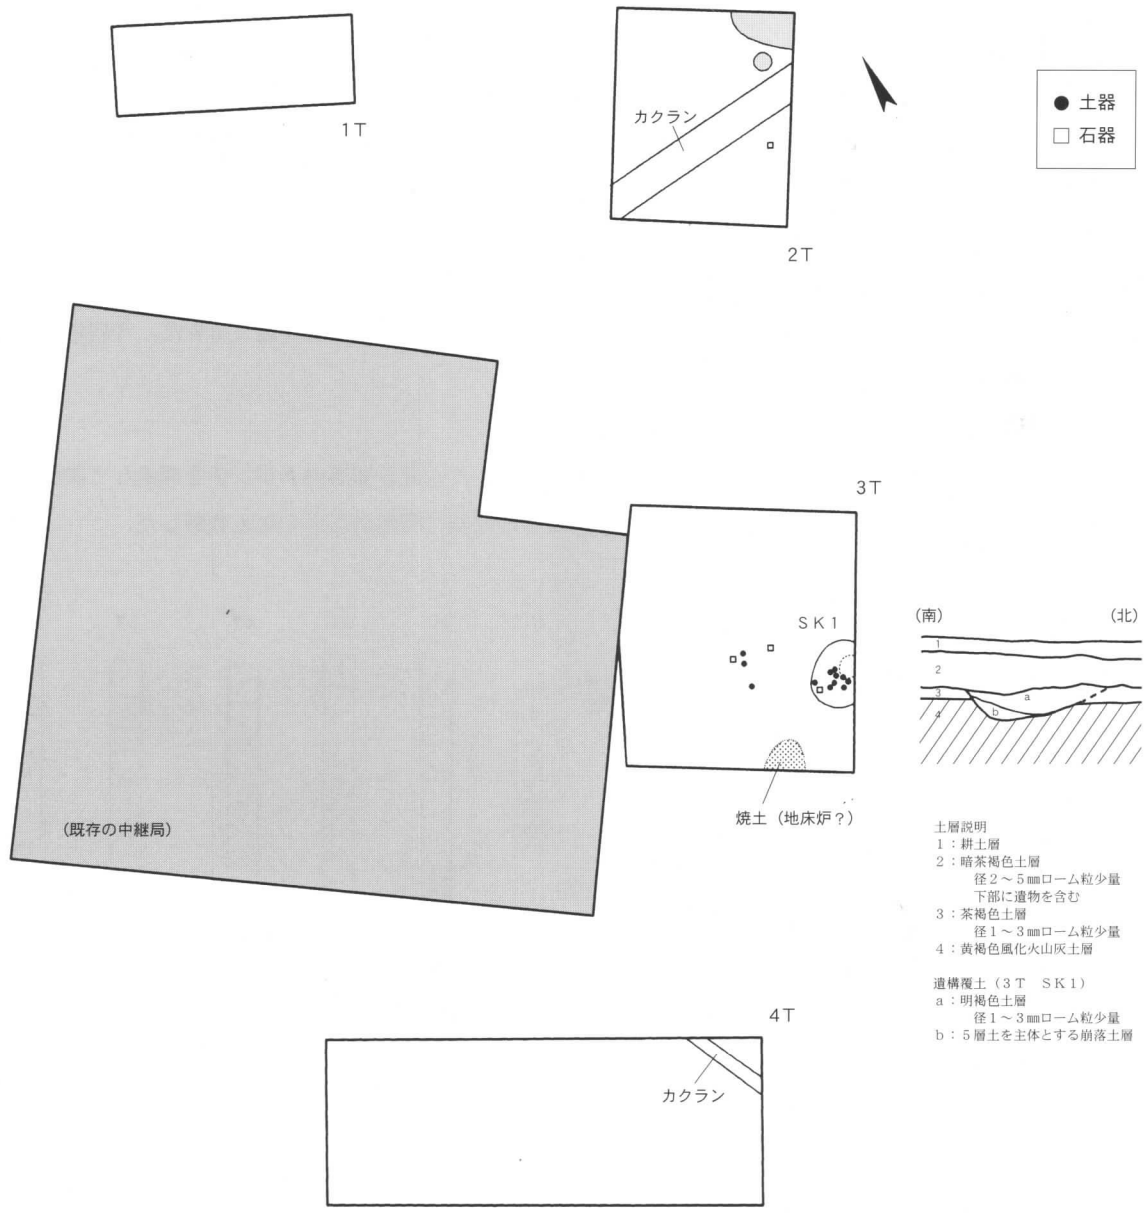 1T
カクラン
2T
● 土器
□ 石器
3T
SK1
(既存の中継局)
焼土（地床炉？）
(南)
(北)
1
2
3
4
a
b
土層説明
1：耕土層
2：暗茶褐色土層
径2～5㎜ローム粒少量
下部に遺物を含む
3：茶褐色土層
径1～3㎜ローム粒少量
4：黄褐色風化火山灰土層
遺構覆土（3T SK1）
a：明褐色土層
径1～3㎜ローム粒少量
b：5層土を主体とする崩落土層
4T
カクラン